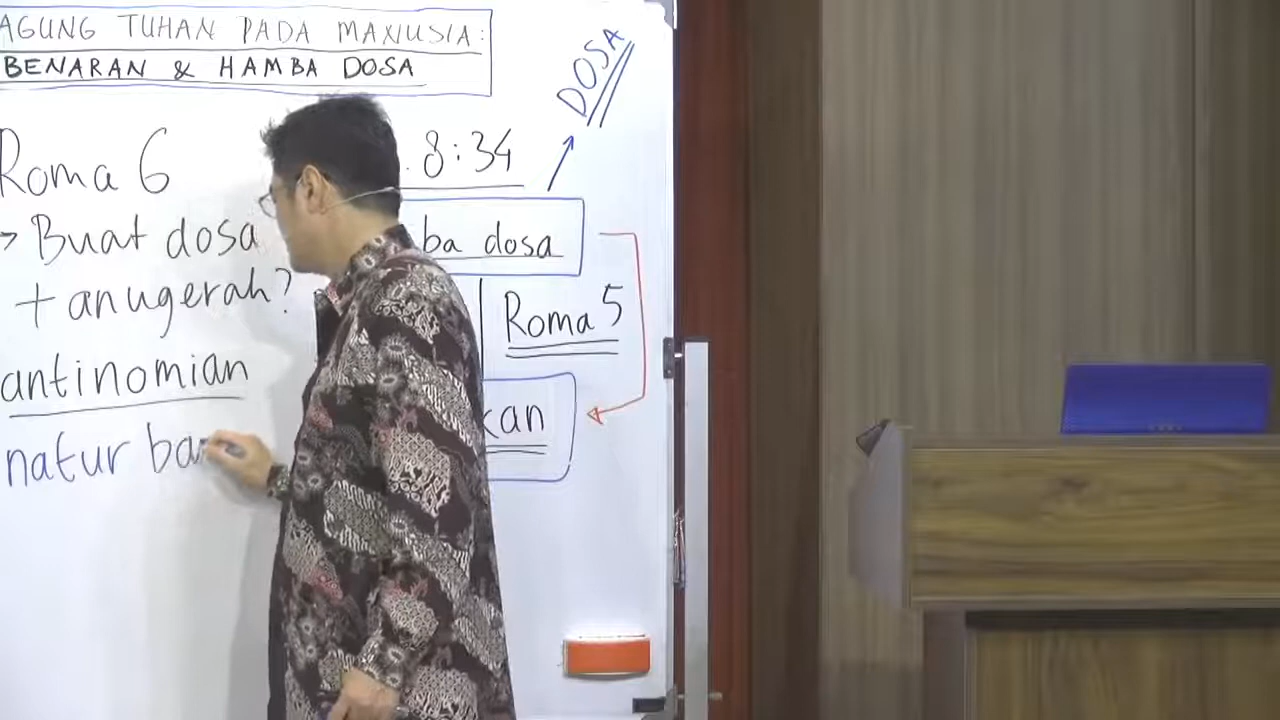 AGUNG TUHAN PADA MANUSIA:
BENARAN & HAMBA DOSA
Roma 6
> Buat dosa
+ anugerah?
antinomian
natur ba
DOSA
. 8:34
ba dosa
Roma 5
kan